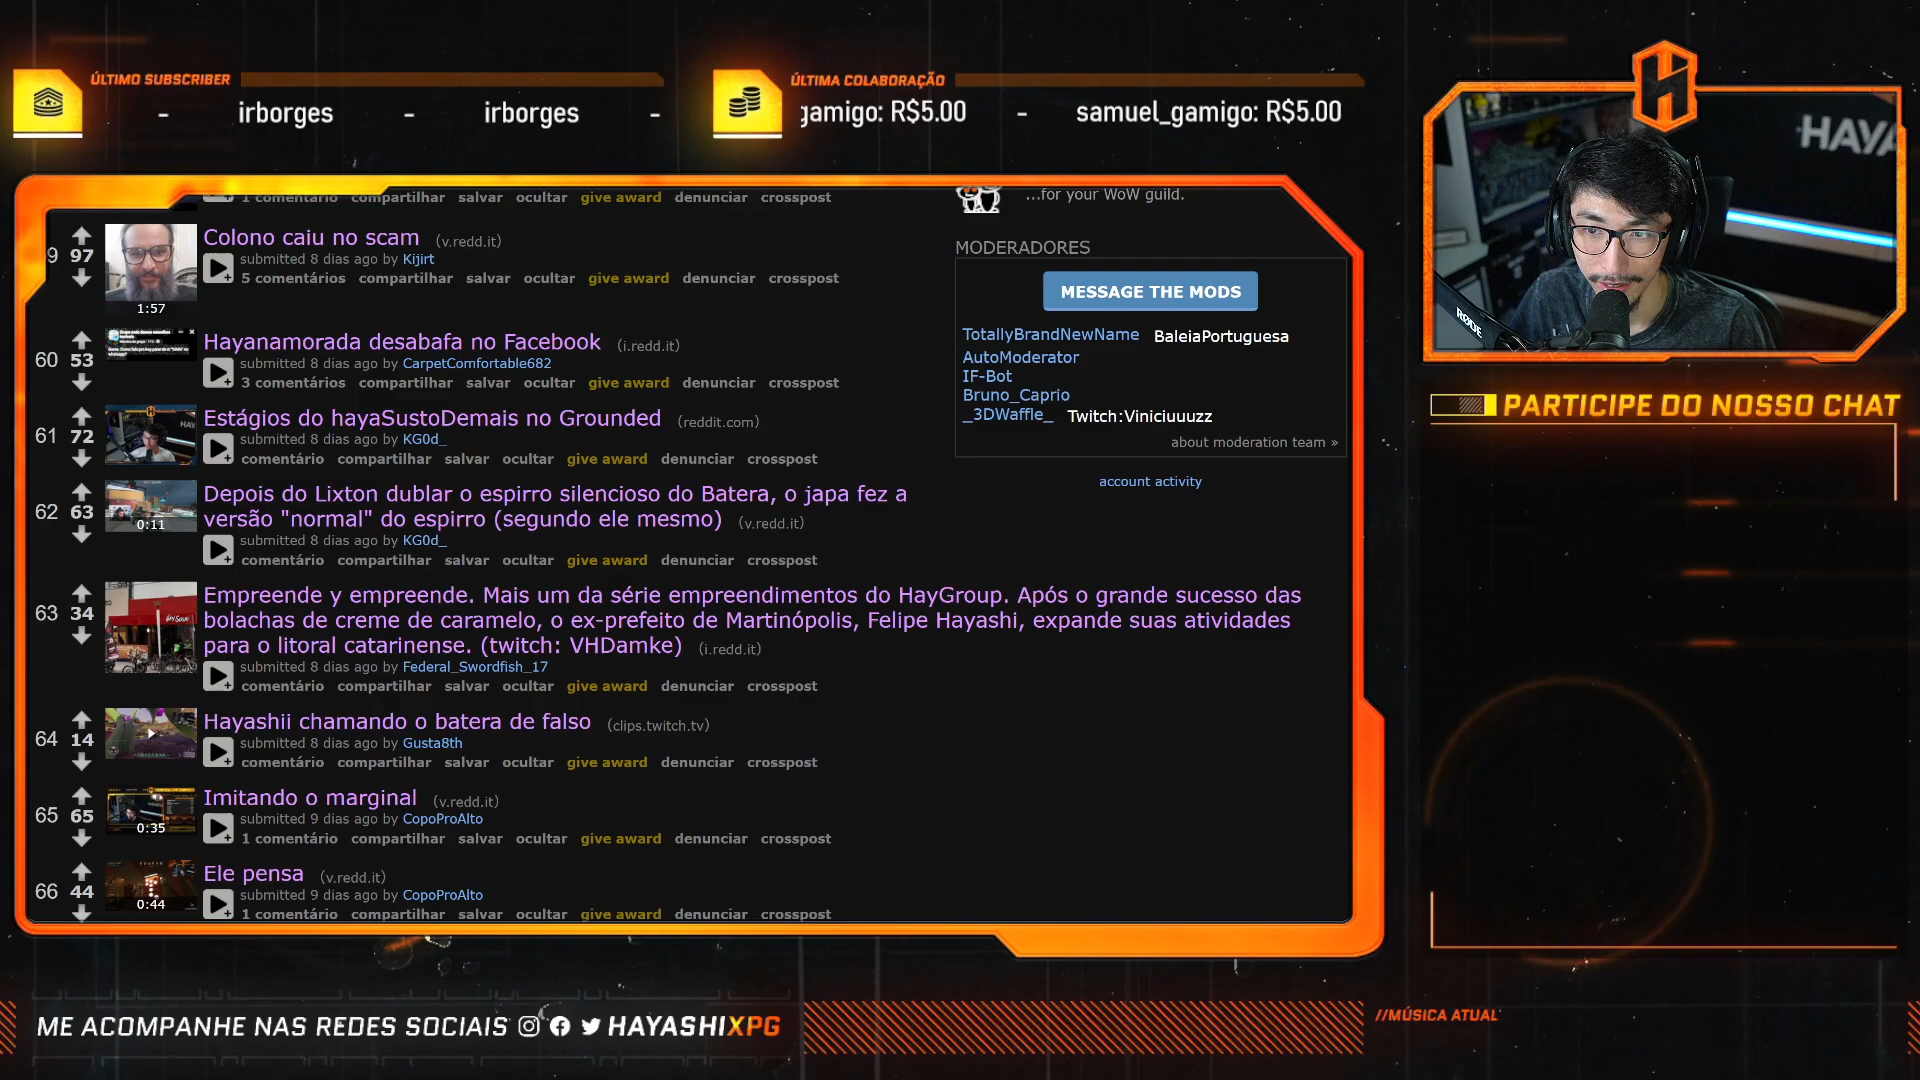 ÚLTIMO SUBSCRIBER
- irborges - irborges -
ÚLTIMA COLABORAÇÃO
gamigo: R$5.00 - samuel_gamigo: R$5.00
1 comentário compartilhar salvar ocultar give award denunciar crosspost
9 97
1:57
Colono caiu no scam (v.redd.it)
submitted 8 dias ago by Kijirt
5 comentários compartilhar salvar ocultar give award denunciar crosspost
60 53
Hayanamorada desabafa no Facebook (i.redd.it)
submitted 8 dias ago by CarpetComfortable682
3 comentários compartilhar salvar ocultar give award denunciar crosspost
61 72
Estágios do hayaSustoDemais no Grounded (reddit.com)
submitted 8 dias ago by KG0d_
comentário compartilhar salvar ocultar give award denunciar crosspost
62 63
0:11
Depois do Lixton dublar o espirro silencioso do Batera, o japa fez a
versão "normal" do espirro (segundo ele mesmo) (v.redd.it)
submitted 8 dias ago by KG0d_
comentário compartilhar salvar ocultar give award denunciar crosspost
63 34
Empreende y empreende. Mais um da série empreendimentos do HayGroup. Após o grande sucesso das
bolachas de creme de caramelo, o ex-prefeito de Martinópolis, Felipe Hayashi, expande suas atividades
para o litoral catarinense. (twitch: VHDamke) (i.redd.it)
submitted 8 dias ago by Federal_Swordfish_17
comentário compartilhar salvar ocultar give award denunciar crosspost
64 14
Hayashii chamando o batera de falso (clips.twitch.tv)
submitted 8 dias ago by Gusta8th
comentário compartilhar salvar ocultar give award denunciar crosspost
65 65
0:35
Imitando o marginal (v.redd.it)
submitted 9 dias ago by CopoProAlto
1 comentário compartilhar salvar ocultar give award denunciar crosspost
66 44
0:44
Ele pensa (v.redd.it)
submitted 9 dias ago by CopoProAlto
1 comentário compartilhar salvar ocultar give award denunciar crosspost
...for your WoW guild.
MODERADORES
MESSAGE THE MODS
TotallyBrandNewName BaleiaPortuguesa
AutoModerator
IF-Bot
Bruno_Caprio
_3DWaffle_ Twitch:Viniciuuuzz
about moderation team »
account activity
HAYA
RØDE
PARTICIPE DO NOSSO CHAT
ME ACOMPANHE NAS REDES SOCIAIS HAYASHIXPG
//MÚSICA ATUAL